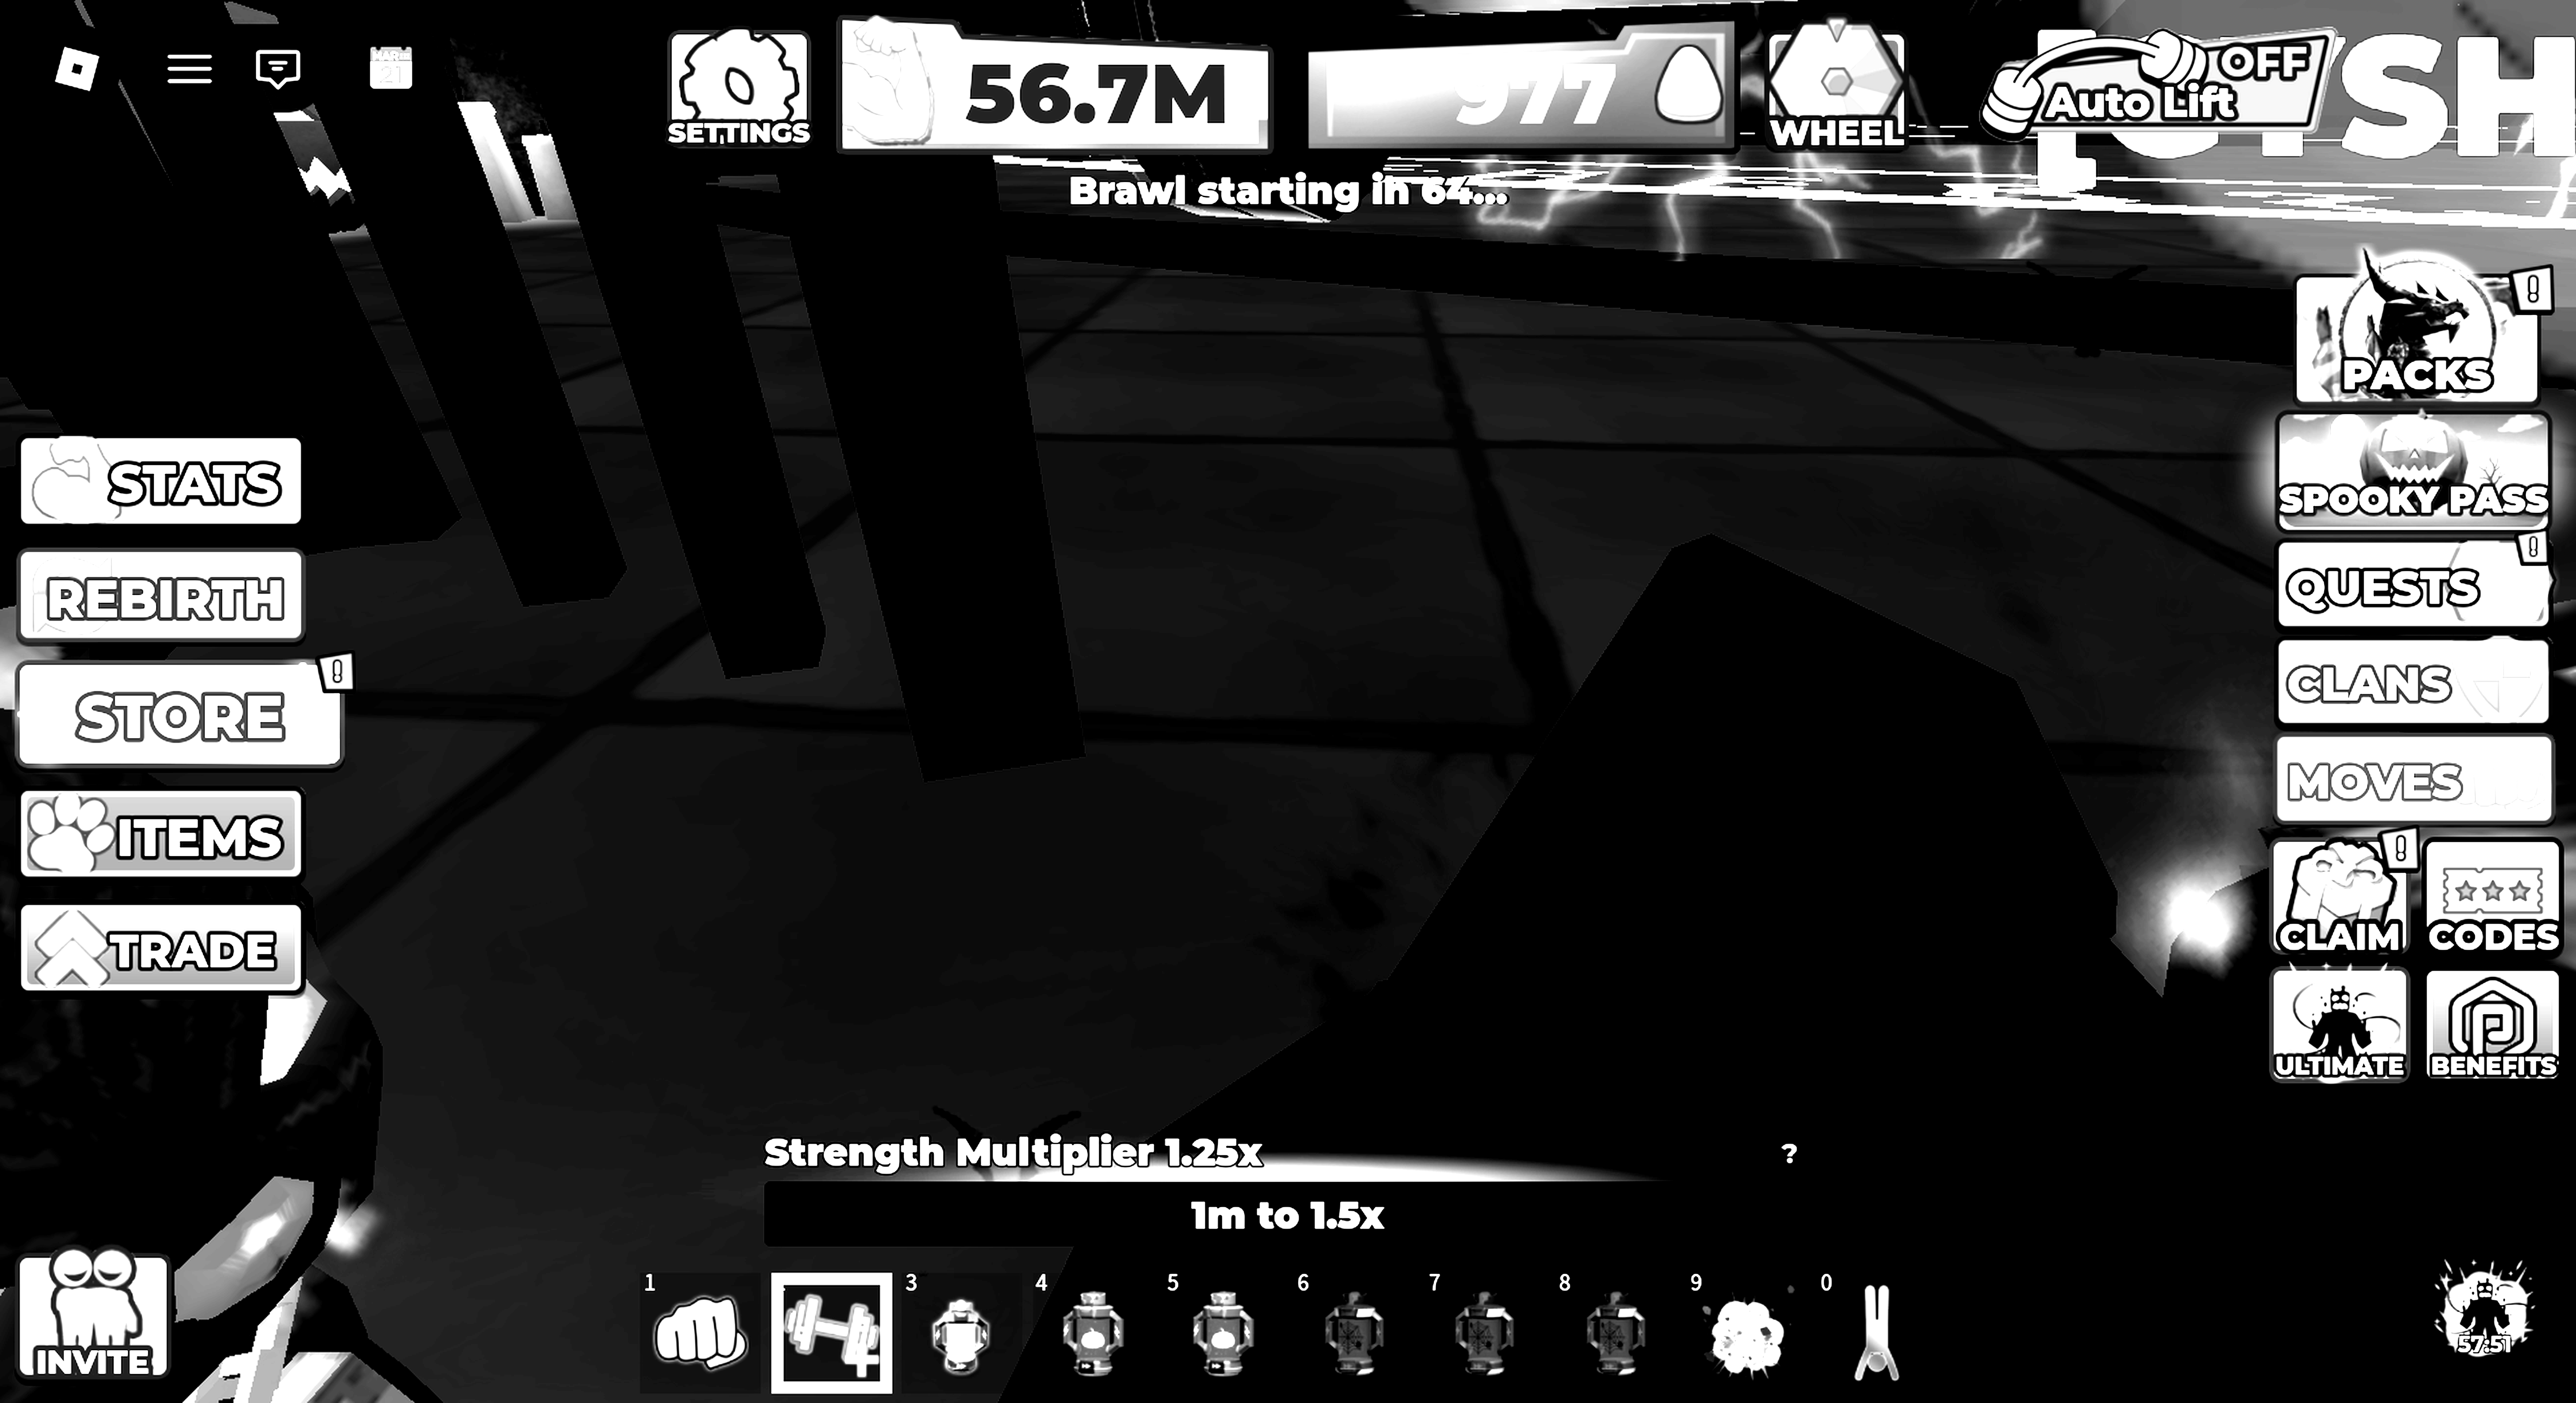 SETTINGS
56.7M
977
WHEEL
OFF
Auto Lift
Brawl starting in 64...
PACKS
STATS
SPOOKY PASS
REBIRTH
QUESTS
STORE
CLANS
MOVES
ITEMS
CLAIM
CODES
TRADE
ULTIMATE
BENEFITS
Strength Multiplier 1.25x
?
1m to 1.5x
INVITE
1
3
4
5
6
7
8
9
0
57:51
21